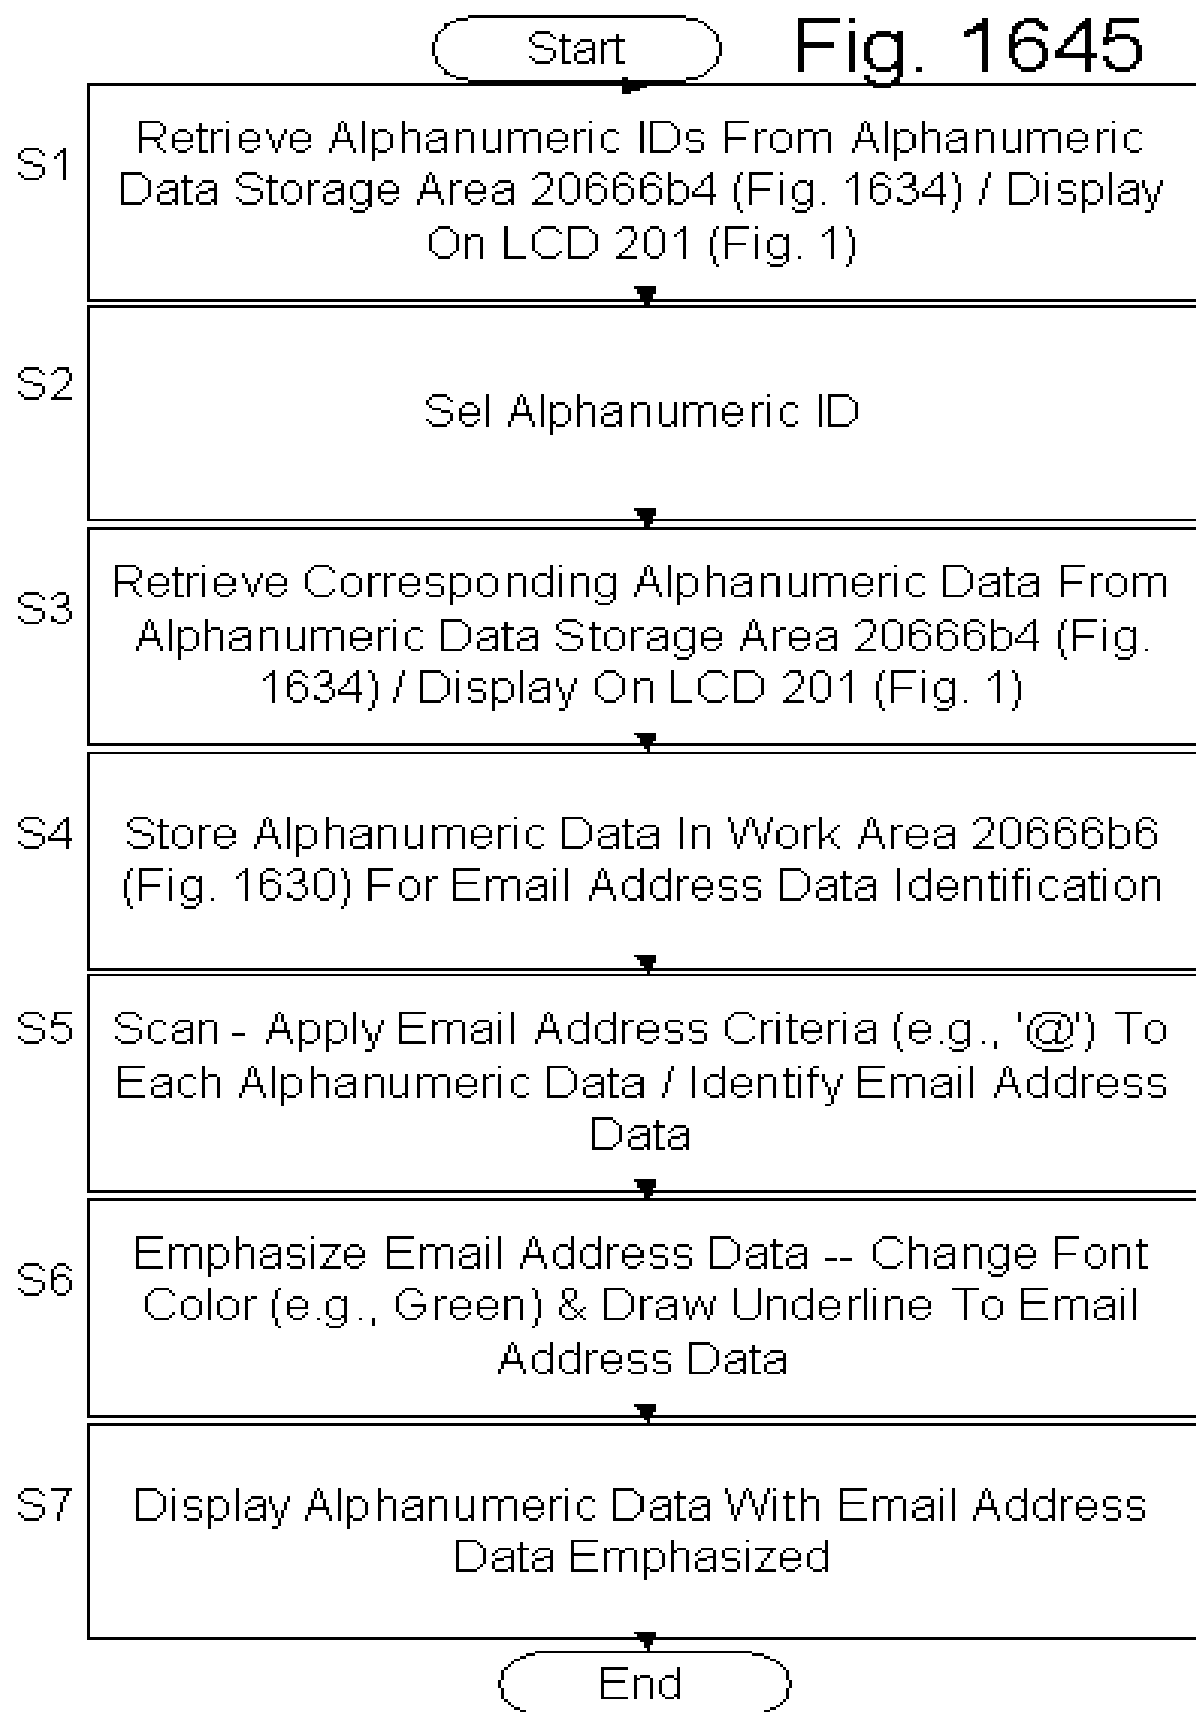 Start
Fig. 1645
S1
Retrieve Alphanumeric IDs From Alphanumeric
Data Storage Area 20666b4 (Fig. 1634) / Display
On LCD 201 (Fig. 1)
S2
Sel Alphanumeric ID
S3
Retrieve Corresponding Alphanumeric Data From
Alphanumeric Data Storage Area 20666b4 (Fig.
1634) / Display On LCD 201 (Fig. 1)
S4
Store Alphanumeric Data In Work Area 20666b6
(Fig. 1630) For Email Address Data Identification
S5
Scan - Apply Email Address Criteria (e.g., '@') To
Each Alphanumeric Data / Identify Email Address
Data
S6
Emphasize Email Address Data -- Change Font
Color (e.g., Green) & Draw Underline To Email
Address Data
S7
Display Alphanumeric Data With Email Address
Data Emphasized
End